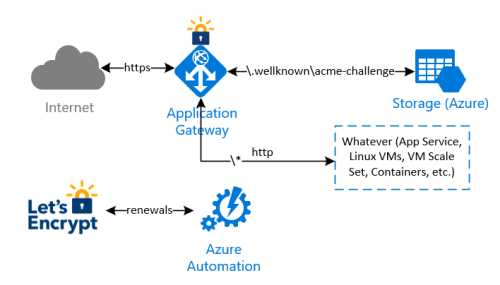 https
\.wellknown\acme-challenge
Internet
Application
Gateway
Storage (Azure)
http
\*
Whatever (App Service,
Linux VMs, VM Scale
Set, Containers, etc.)
Let's
Encrypt
renewals
Azure
Automation